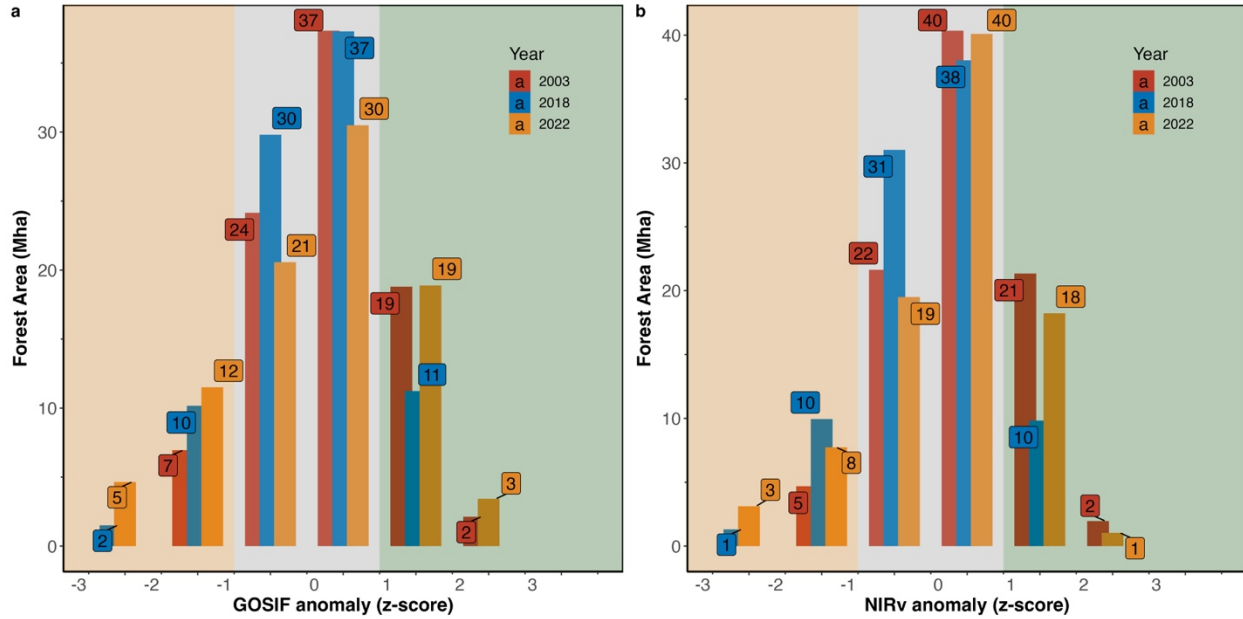 a
37
37
30
30
24
21
19
19
12
11
10
7
5
2
3
2
Year
a 2003
a 2018
a 2022
Forest Area (Mha)
30
20
10
0
-3 -2 -1 0 1 2 3
GOSIF anomaly (z-score)
b
40
40
38
31
22
21
19
18
10
10
8
5
3
1
2
1
Year
a 2003
a 2018
a 2022
Forest Area (Mha)
40
30
20
10
0
-3 -2 -1 0 1 2 3
NIRv anomaly (z-score)